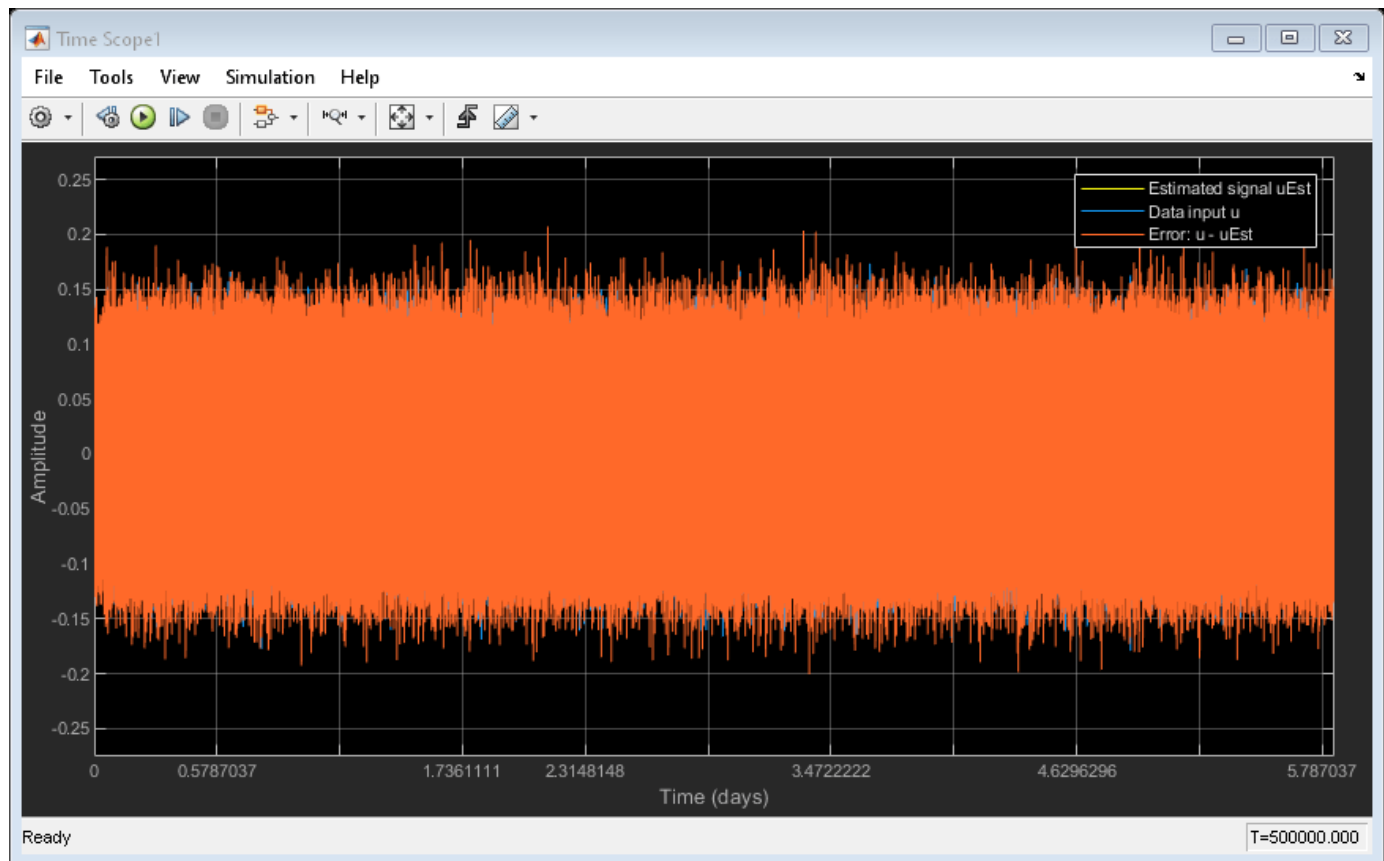 Time Scope1
File Tools View Simulation Help
Estimated signal uEst
Data input u
Error: u - uEst
0.25
0.2
0.15
0.1
0.05
0
-0.05
-0.1
-0.15
-0.2
-0.25
Amplitude
0 0.5787037 1.7361111 2.3148148 3.4722222 4.6296296 5.787037
Time (days)
Ready T=500000.000